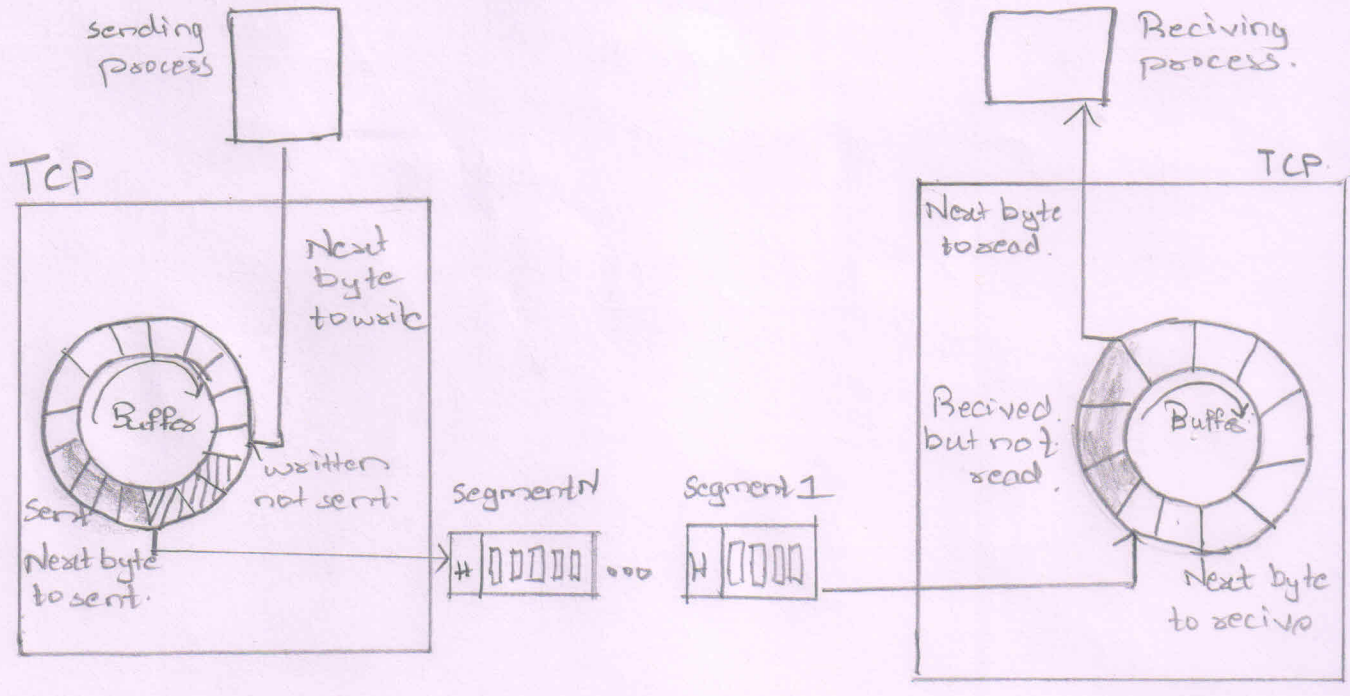 sending
process
Reciving
process.
TCP
TCP.
Next
byte
to write
Next byte
to read.
Buffer
Buffer
Recived
but not
read.
written
not sent.
Sent
Next byte
to sent.
Segment N
Segment 1
H
...
H
Next byte
to recive